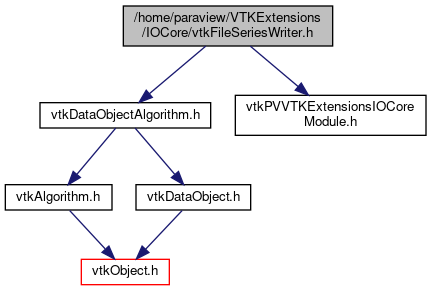 /home/paraview/VTKExtensions
/IOCore/vtkFileSeriesWriter.h
vtkDataObjectAlgorithm.h
vtkPVVTKExtensionsIOCore
Module.h
vtkAlgorithm.h
vtkDataObject.h
vtkObject.h